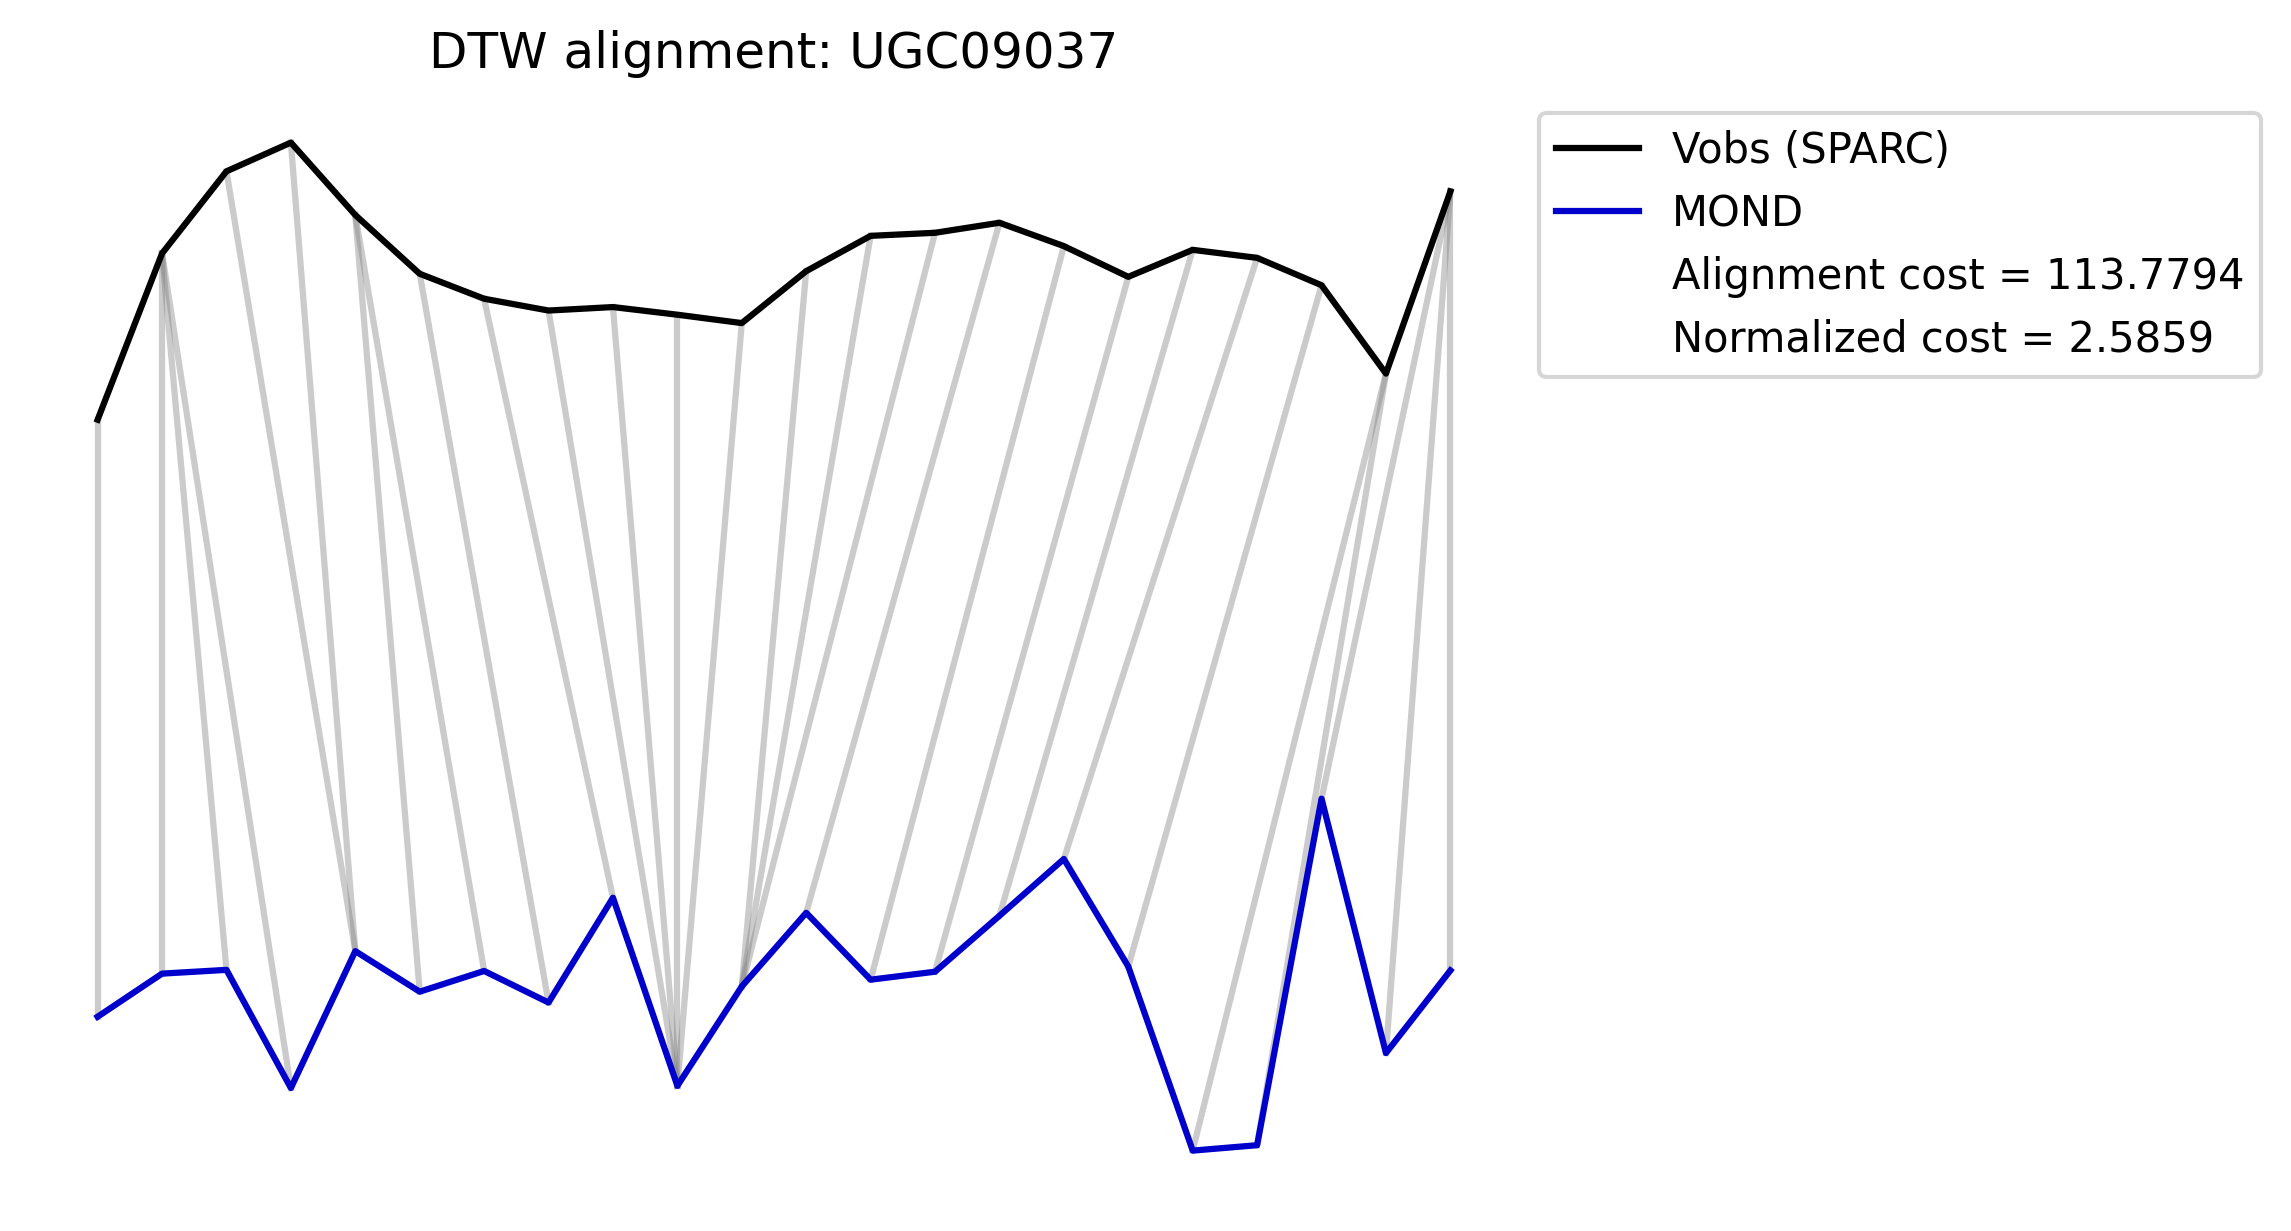 DTW alignment: UGC09037
Vobs (SPARC)
MOND
Alignment cost = 113.7794
Normalized cost = 2.5859